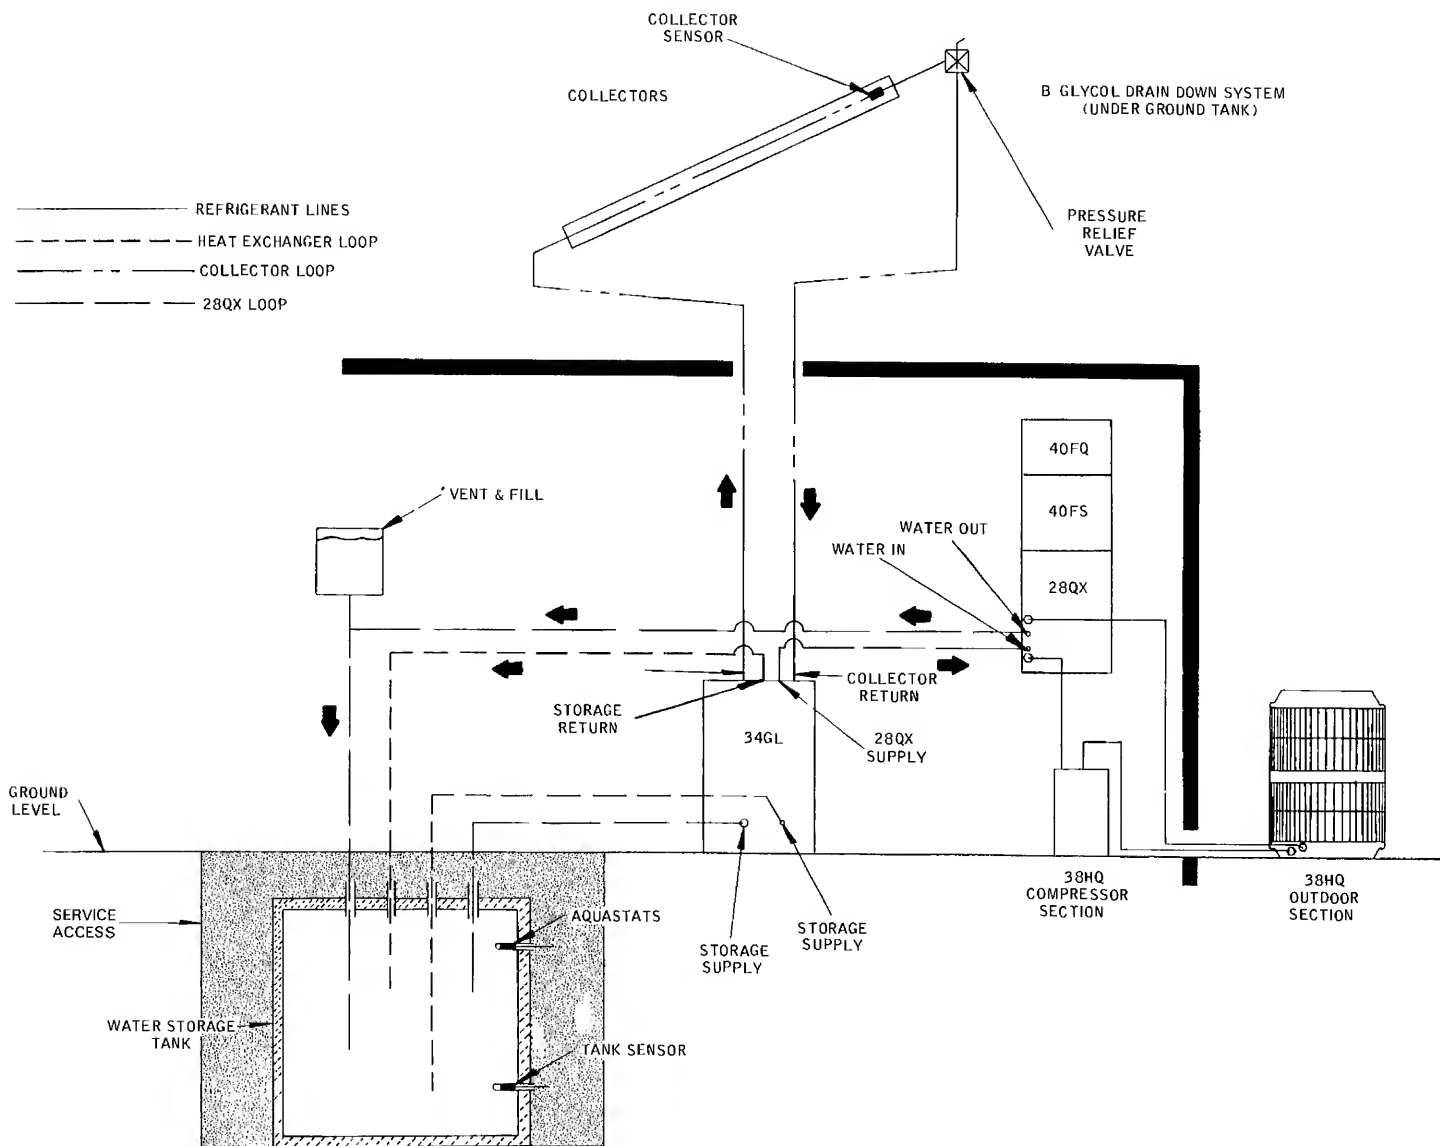 COLLECTOR
SENSOR
COLLECTORS
B GLYCOL DRAIN DOWN SYSTEM
(UNDER GROUND TANK)
REFRIGERANT LINES
HEAT EXCHANGER LOOP
COLLECTOR LOOP
28QX LOOP
PRESSURE
RELIEF
VALVE
40FQ
40FS
28QX
VENT & FILL
WATER OUT
WATER IN
COLLECTOR
RETURN
STORAGE
RETURN
34GL
28QX
SUPPLY
GROUND
LEVEL
38HQ
COMPRESSOR
SECTION
38HQ
OUTDOOR
SECTION
SERVICE
ACCESS
AQUASTATS
STORAGE
SUPPLY
STORAGE
SUPPLY
WATER STORAGE
TANK
TANK SENSOR